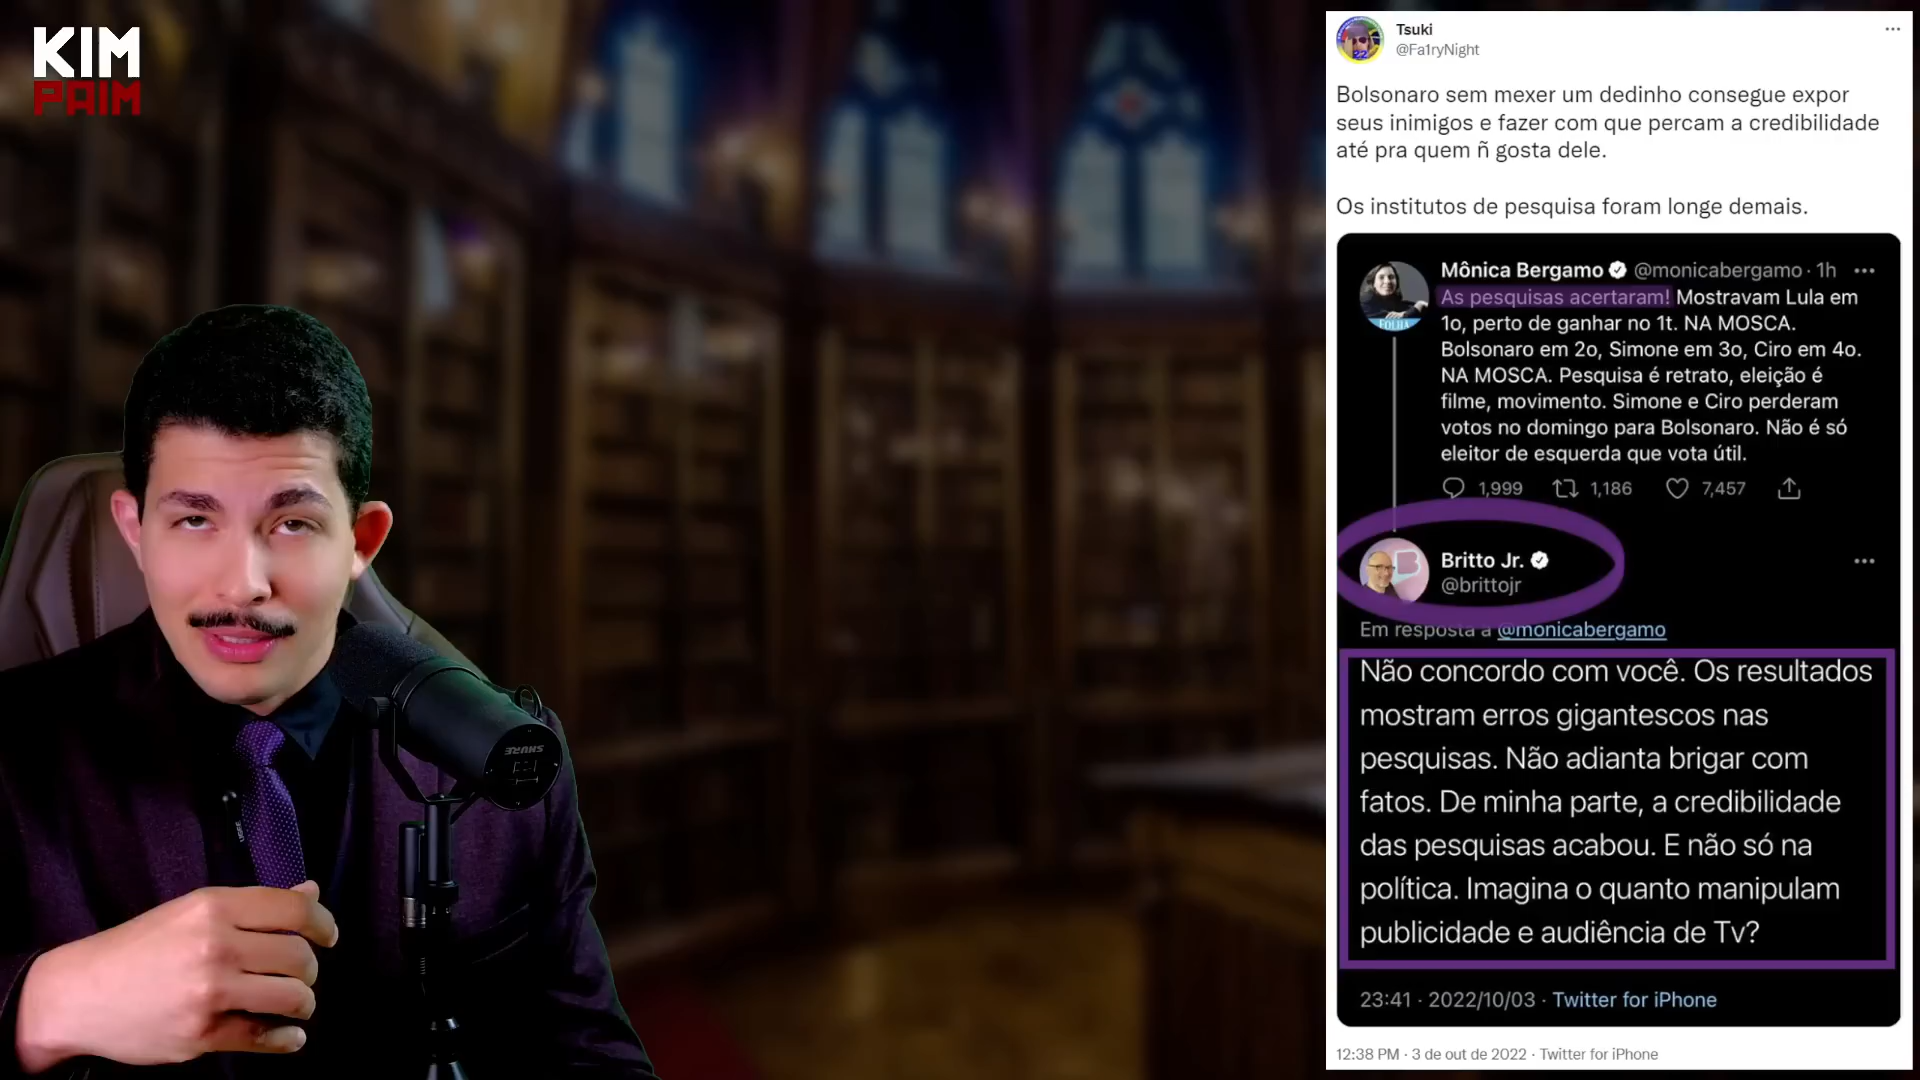 KIM
PAIM
Tsuki
@Fa1ryNight
Bolsonaro sem mexer um dedinho consegue expor
seus inimigos e fazer com que percam a credibilidade
até pra quem ñ gosta dele.
Os institutos de pesquisa foram longe demais.
Mônica Bergamo @monicabergamo · 1h
As pesquisas acertaram! Mostravam Lula em
1o, perto de ganhar no 1t. NA MOSCA.
Bolsonaro em 2o, Simone em 3o, Ciro em 4o.
NA MOSCA. Pesquisa é retrato, eleição é
filme, movimento. Simone e Ciro perderam
votos no domingo para Bolsonaro. Não é só
eleitor de esquerda que vota útil.
FOLHA
1,999 1,186 7,457
Britto Jr.
@brittojr
Em resposta a @monicabergamo
Não concordo com você. Os resultados
mostram erros gigantescos nas
pesquisas. Não adianta brigar com
fatos. De minha parte, a credibilidade
das pesquisas acabou. E não só na
política. Imagina o quanto manipulam
publicidade e audiência de Tv?
23:41 · 2022/10/03 · Twitter for iPhone
12:38 PM · 3 de out de 2022 · Twitter for iPhone
SHURE